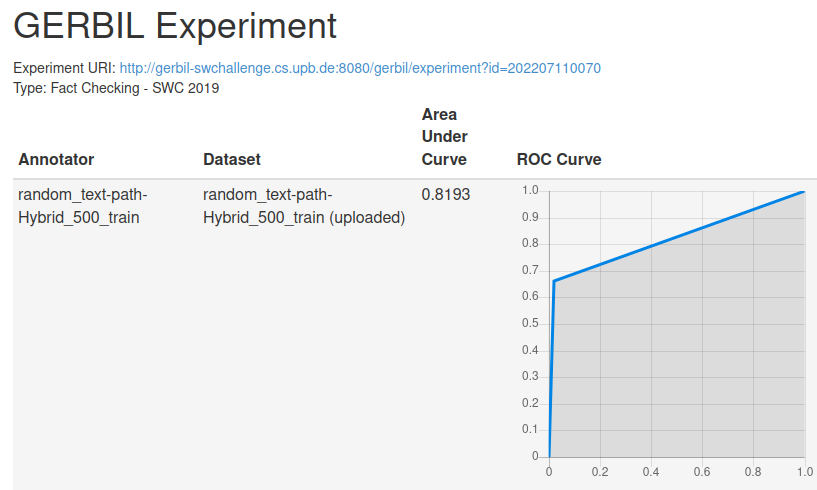 GERBIL Experiment
Experiment URI: http://gerbil-swchallenge.cs.upb.de:8080/gerbil/experiment?id=202207110070
Type: Fact Checking - SWC 2019
Area
Under
Annotator Dataset Curve ROC Curve
random_text-path- random_text-path- 0.8193
Hybrid_500_train Hybrid_500_train (uploaded)
1.0
0.9
0.8
0.7
0.6
0.5
0.4
0.3
0.2
0.1
0
0 0.2 0.4 0.6 0.8 1.0